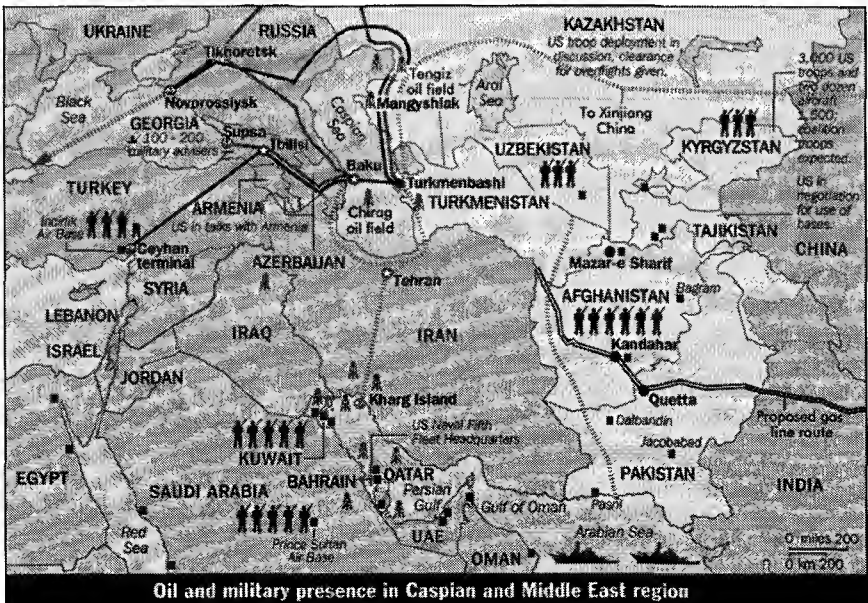 UKRAINE
RUSSIA
KAZAKHSTAN
US troop deployment in
discussion, clearance
for overflights given.
Tikhoretsk
Tengiz
oil field
Mangyshlak
Aral
Sea
3,000 US
troops and
two dozen
aircraft
1,500
coalition
troops
expected.
Black
Sea
Novorossiysk
Caspian
Sea
To Xinjiang
China
GEORGIA
100 - 200
military advisers
Supsa
Tbilisi
UZBEKISTAN
KYRGYZSTAN
Baku
Turkmenbashi
US in
negotiation
for use of
bases.
TURKEY
ARMENIA
US in talks with Armenia
Chirag
oil field
TURKMENISTAN
TAJIKISTAN
CHINA
Incirlik
Air Base
Ceyhan
terminal
AZERBAIJAN
Tehran
Mazar-e Sharif
SYRIA
AFGHANISTAN
Bagram
LEBANON
IRAQ
IRAN
ISRAEL
Kandahar
JORDAN
Kharg Island
Quetta
Proposed gas
line route
US Naval Fifth
Fleet Headquarters
Dalbandin
KUWAIT
Jacobabad
EGYPT
BAHRAIN
QATAR
PAKISTAN
INDIA
SAUDI ARABIA
Persian
Gulf
Gulf of Oman
Pasni
Red
Sea
Prince Sultan
Air Base
UAE
Arabian Sea
OMAN
0 miles 200
0 km 200
Oil and military presence in Caspian and Middle East region